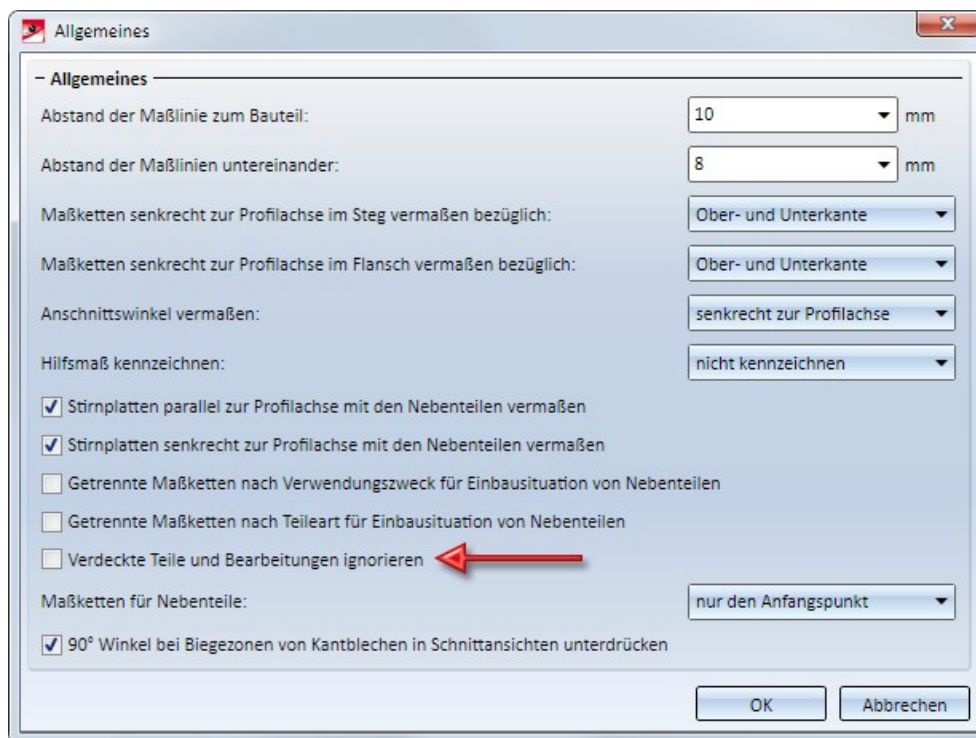 Allgemeines
Allgemeines
Abstand der Maßlinie zum Bauteil: 10 mm
Abstand der Maßlinien untereinander: 8 mm
Maßketten senkrecht zur Profilachse im Steg vermaßen bezüglich: Ober- und Unterkante
Maßketten senkrecht zur Profilachse im Flansch vermaßen bezüglich: Ober- und Unterkante
Anschnittswinkel vermaßen: senkrecht zur Profilachse
Hilfsmaß kennzeichnen: nicht kennzeichnen
Stirnplatten parallel zur Profilachse mit den Nebenteilen vermaßen
Stirnplatten senkrecht zur Profilachse mit den Nebenteilen vermaßen
Getrennte Maßketten nach Verwendungszweck für Einbausituation von Nebenteilen
Getrennte Maßketten nach Teileart für Einbausituation von Nebenteilen
Verdeckte Teile und Bearbeitungen ignorieren
Maßketten für Nebenteile: nur den Anfangspunkt
90° Winkel bei Biegezonen von Kantblechen in Schnittansichten unterdrücken
OK Abbrechen